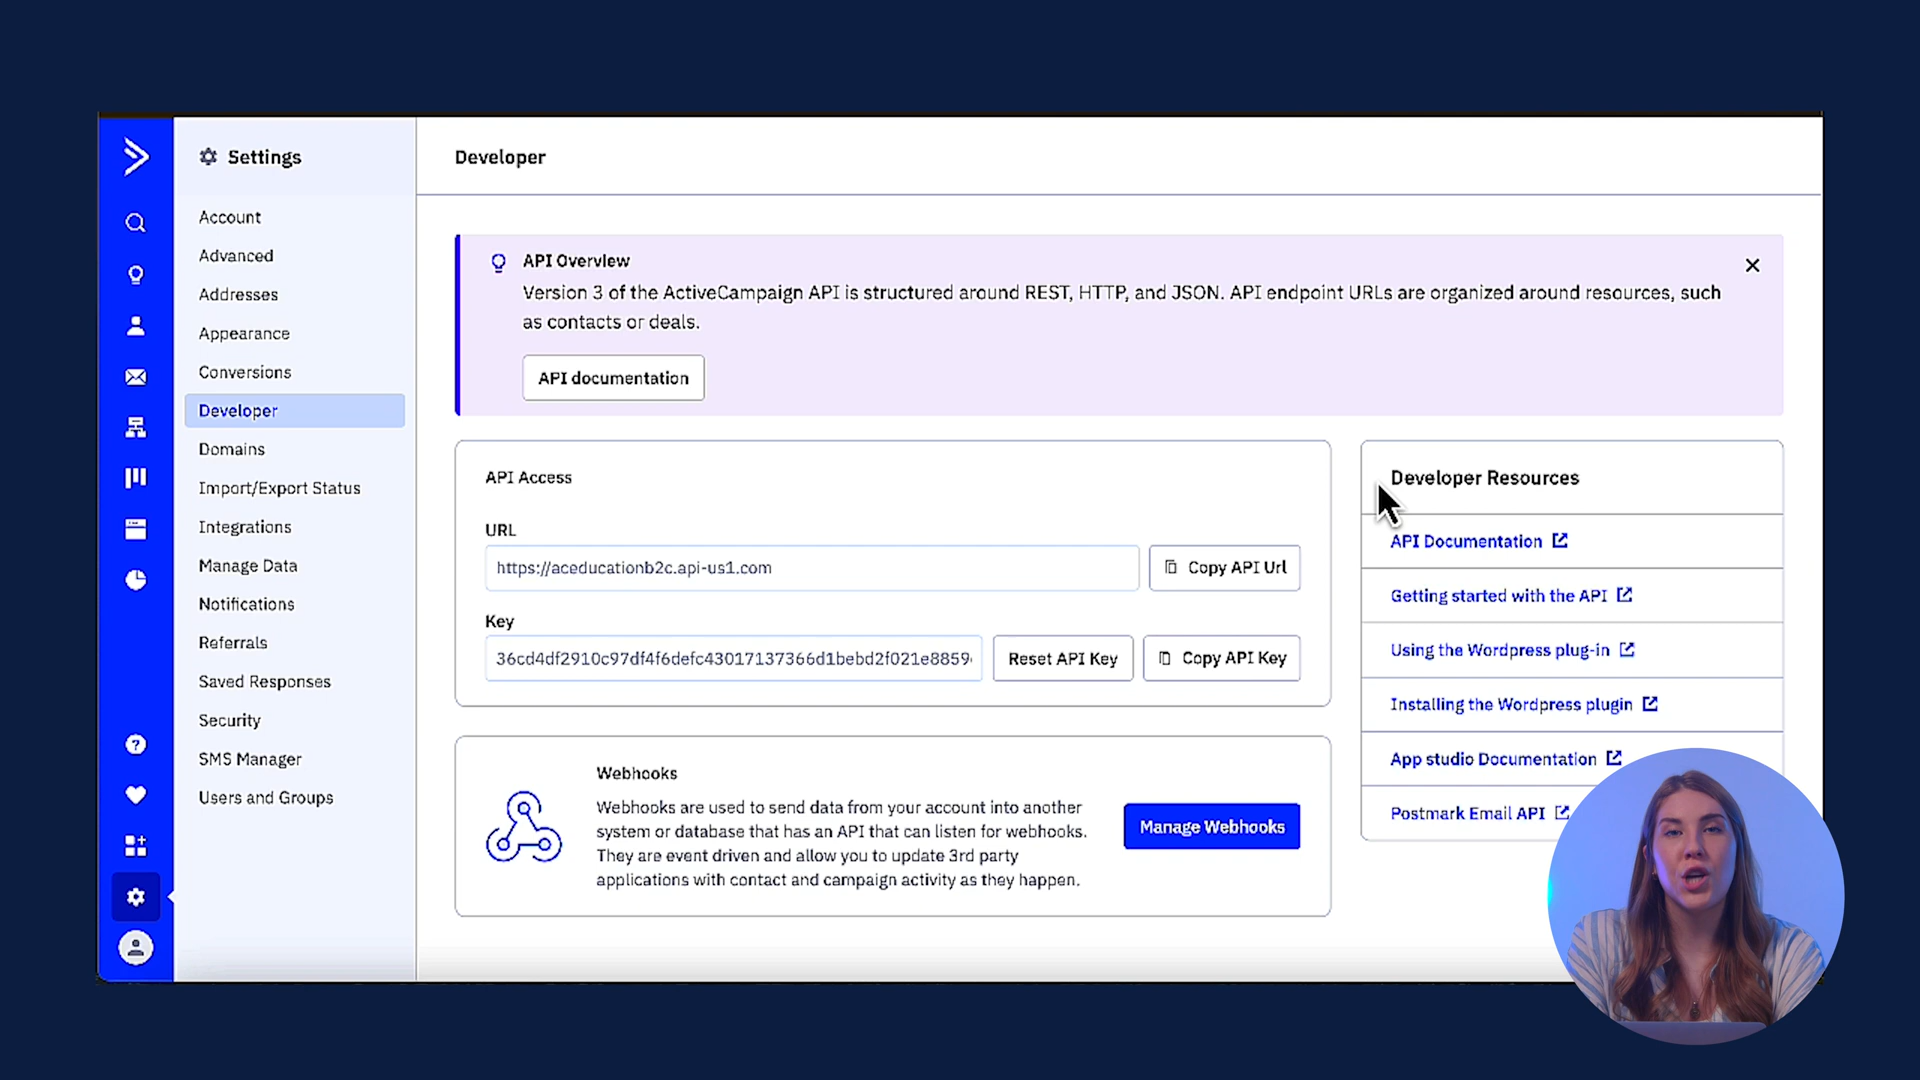 Settings
Account
Advanced
Addresses
Appearance
Conversions
Developer
Domains
Import/Export Status
Integrations
Manage Data
Notifications
Referrals
Saved Responses
Security
SMS Manager
Users and Groups
Developer
API Overview
Version 3 of the ActiveCampaign API is structured around REST, HTTP, and JSON. API endpoint URLs are organized around resources, such
as contacts or deals.
API documentation
API Access
URL
https://aceducationb2c.api-us1.com
Copy API Url
Key
36cd4df2910c97df4f6defc43017137366d1bebd2f021e8859
Reset API Key
Copy API Key
Webhooks
Webhooks are used to send data from your account into another
system or database that has an API that can listen for webhooks.
They are event driven and allow you to update 3rd party
applications with contact and campaign activity as they happen.
Manage Webhooks
Developer Resources
API Documentation
Getting started with the API
Using the Wordpress plug-in
Installing the Wordpress plugin
App studio Documentation
Postmark Email API